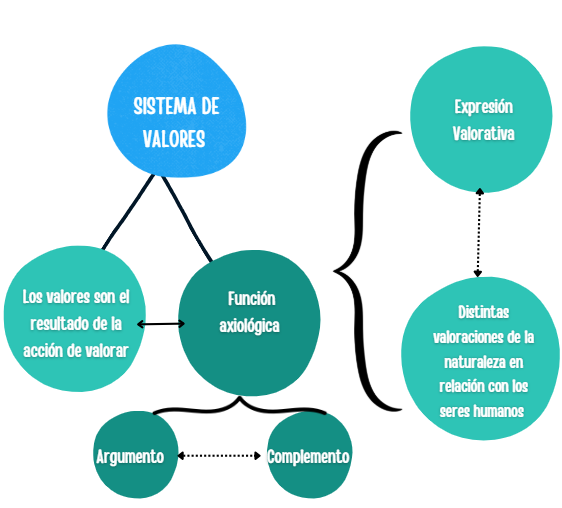 SISTEMA DE
VALORES
Expresión
Valorativa
Los valores son el
resultado de la
acción de valorar
Función
axiológica
Distintas
valoraciones de la
naturaleza en
relación con los
seres humanos
Argumento
Complemento